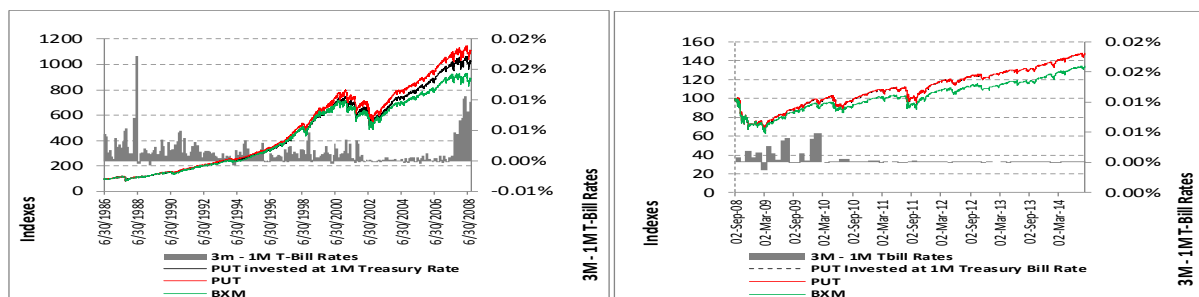 1200
1000
800
600
400
200
0
0.02%
0.02%
0.01%
0.01%
0.00%
-0.01%
Indexes
3M - 1M T-Bill Rates
6/30/1986
6/30/1988
6/30/1990
6/30/1992
6/30/1994
6/30/1996
6/30/1998
6/30/2000
6/30/2002
6/30/2004
6/30/2006
6/30/2008
3m - 1M T-Bill Rates
PUT invested at 1M Treasury Rate
PUT
BXM
160
140
120
100
80
60
40
20
0
0.02%
0.02%
0.01%
0.01%
0.00%
0.00%
Indexes
3M - 1M T-Bill Rates
02-Sep-08
02-Mar-09
02-Sep-09
02-Mar-10
02-Sep-10
02-Mar-11
02-Sep-11
02-Mar-12
02-Sep-12
02-Mar-13
02-Sep-13
02-Mar-14
3M - 1M Tbill Rates
PUT Invested at 1M Treasury Bill Rate
PUT
BXM